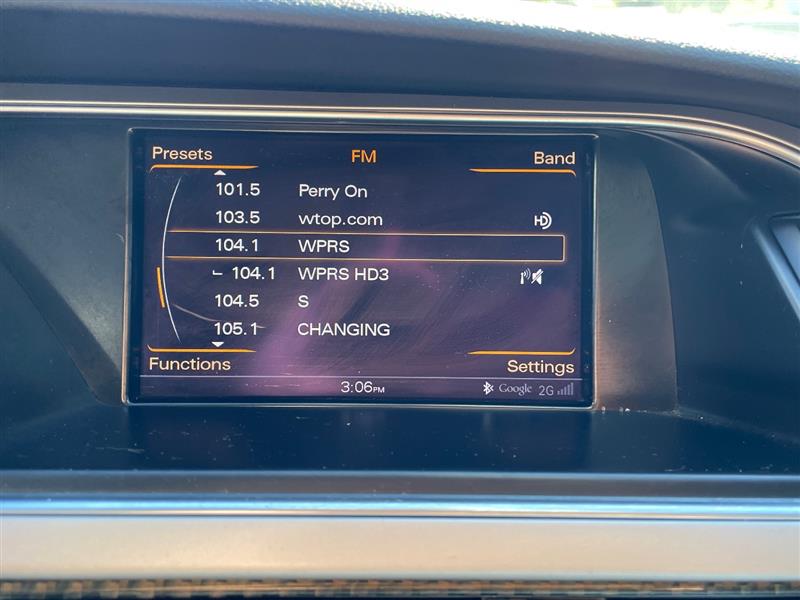 Presets FM Band
101.5 Perry On
103.5 wtop.com HD
104.1 WPRS
104.1 WPRS HD3
104.5 S
105.1 CHANGING
Functions Settings
3:06PM Google 2G